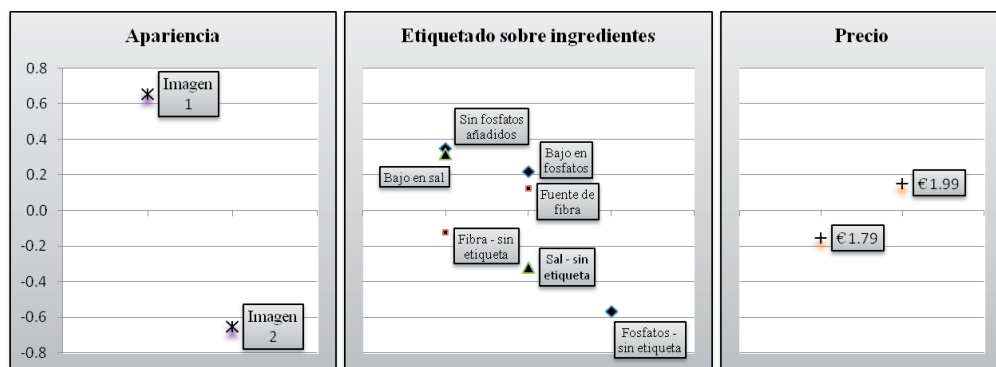 Apariencia
Etiquetado sobre ingredientes
Precio
0.8
0.6
0.4
0.2
0.0
-0.2
-0.4
-0.6
-0.8
Imagen
1
Imagen
2
Sin fosfatos
añadidos
Bajo en sal
Bajo en
fosfatos
Fuente de
fibra
Fibra - sin
etiqueta
Sal - sin
etiqueta
Fosfatos -
sin etiqueta
€1.99
€1.79